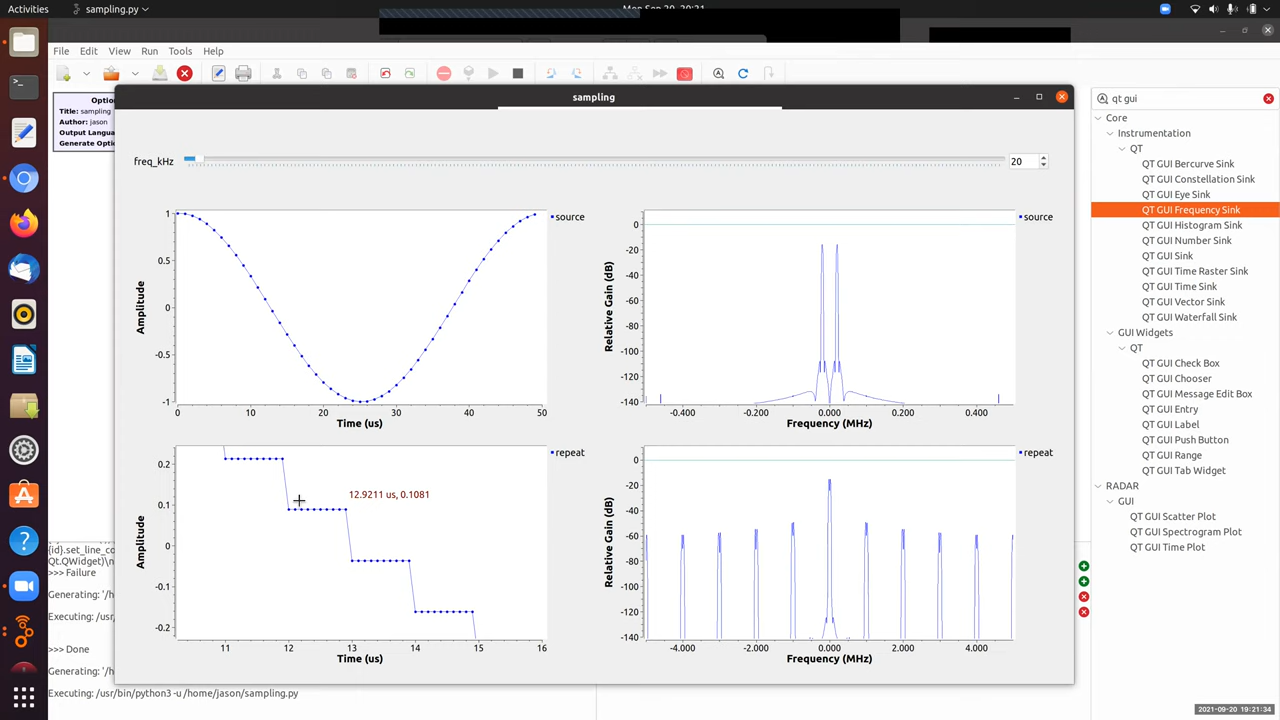 Activities
sampling.py
Mon Sep 20, 20:21
File Edit View Run Tools Help
Title: sampling
Author: jason
Output Langua
Generate Optio
sampling
qt gui
freq_kHz
20
source
1
0.5
0
-0.5
-1
Amplitude
0 10 20 30 40 50
Time (us)
source
0
-20
-40
-60
-80
-100
-120
-140
Relative Gain (dB)
-0.400 -0.200 0.000 0.200 0.400
Frequency (MHz)
repeat
0.2
0.1
0
-0.1
-0.2
Amplitude
12.9211 us, 0.1081
11 12 13 14 15 16
Time (us)
repeat
0
-20
-40
-60
-80
-100
-120
-140
Relative Gain (dB)
-4.000 -2.000 0.000 2.000 4.000
Frequency (MHz)
Core
Instrumentation
QT
QT GUI Bercurve Sink
QT GUI Constellation Sink
QT GUI Eye Sink
QT GUI Frequency Sink
QT GUI Histogram Sink
QT GUI Number Sink
QT GUI Sink
QT GUI Time Raster Sink
QT GUI Time Sink
QT GUI Vector Sink
QT GUI Waterfall Sink
GUI Widgets
QT
QT GUI Check Box
QT GUI Chooser
QT GUI Message Edit Box
QT GUI Entry
QT GUI Label
QT GUI Push Button
QT GUI Range
QT GUI Tab Widget
RADAR
GUI
QT GUI Scatter Plot
QT GUI Spectrogram Plot
QT GUI Time Plot
{id}.set_line_co
Qt.QWidget)\n
>>> Failure
Generating: '/h
Executing: /usr/
>>> Done
Generating: '/h
Executing: /usr/bin/python3 -u /home/jason/sampling.py
2021-09-20 19:21:34